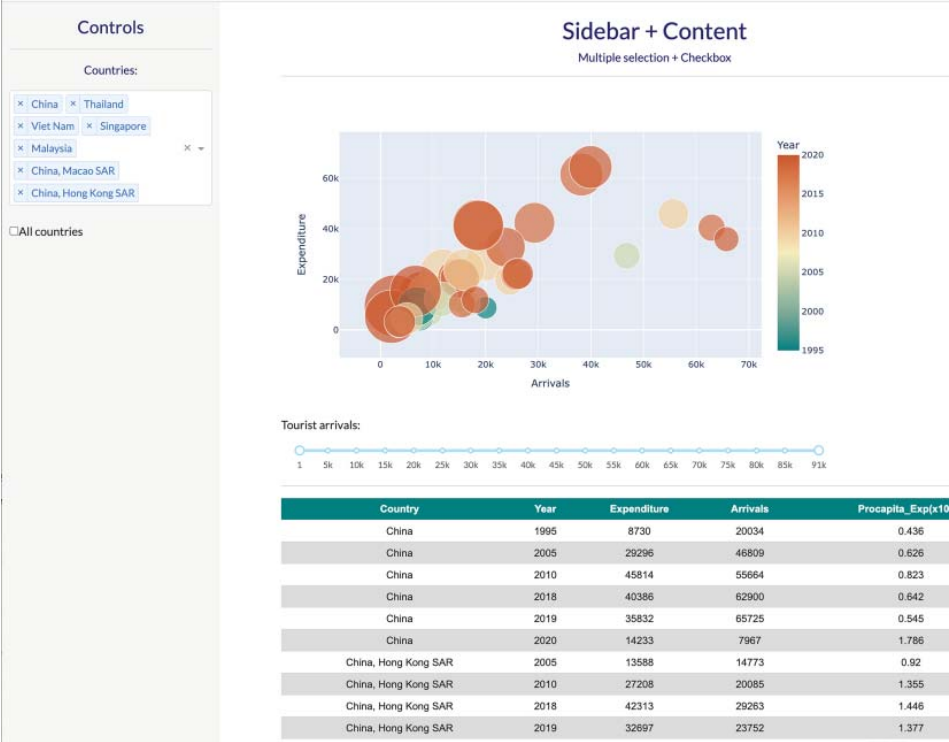 Controls
Countries:
× China × Thailand
× Viet Nam × Singapore
× Malaysia ×
× China, Macao SAR
× China, Hong Kong SAR
All countries
Sidebar + Content
Multiple selection + Checkbox
Year
2020
2015
2010
2005
2000
1995
60k
40k
20k
0
Expenditure
0 10k 20k 30k 40k 50k 60k 70k
Arrivals
Tourist arrivals:
1 5k 10k 15k 20k 25k 30k 35k 40k 45k 50k 55k 60k 65k 70k 75k 80k 85k 91k
Country Year Expenditure Arrivals Procapita_Exp(x10
China 1995 8730 20034 0.436
China 2005 29296 46809 0.626
China 2010 45814 55664 0.823
China 2018 40386 62900 0.642
China 2019 35832 65725 0.545
China 2020 14233 7967 1.786
China, Hong Kong SAR 2005 13588 14773 0.92
China, Hong Kong SAR 2010 27208 20085 1.355
China, Hong Kong SAR 2018 42313 29263 1.446
China, Hong Kong SAR 2019 32697 23752 1.377